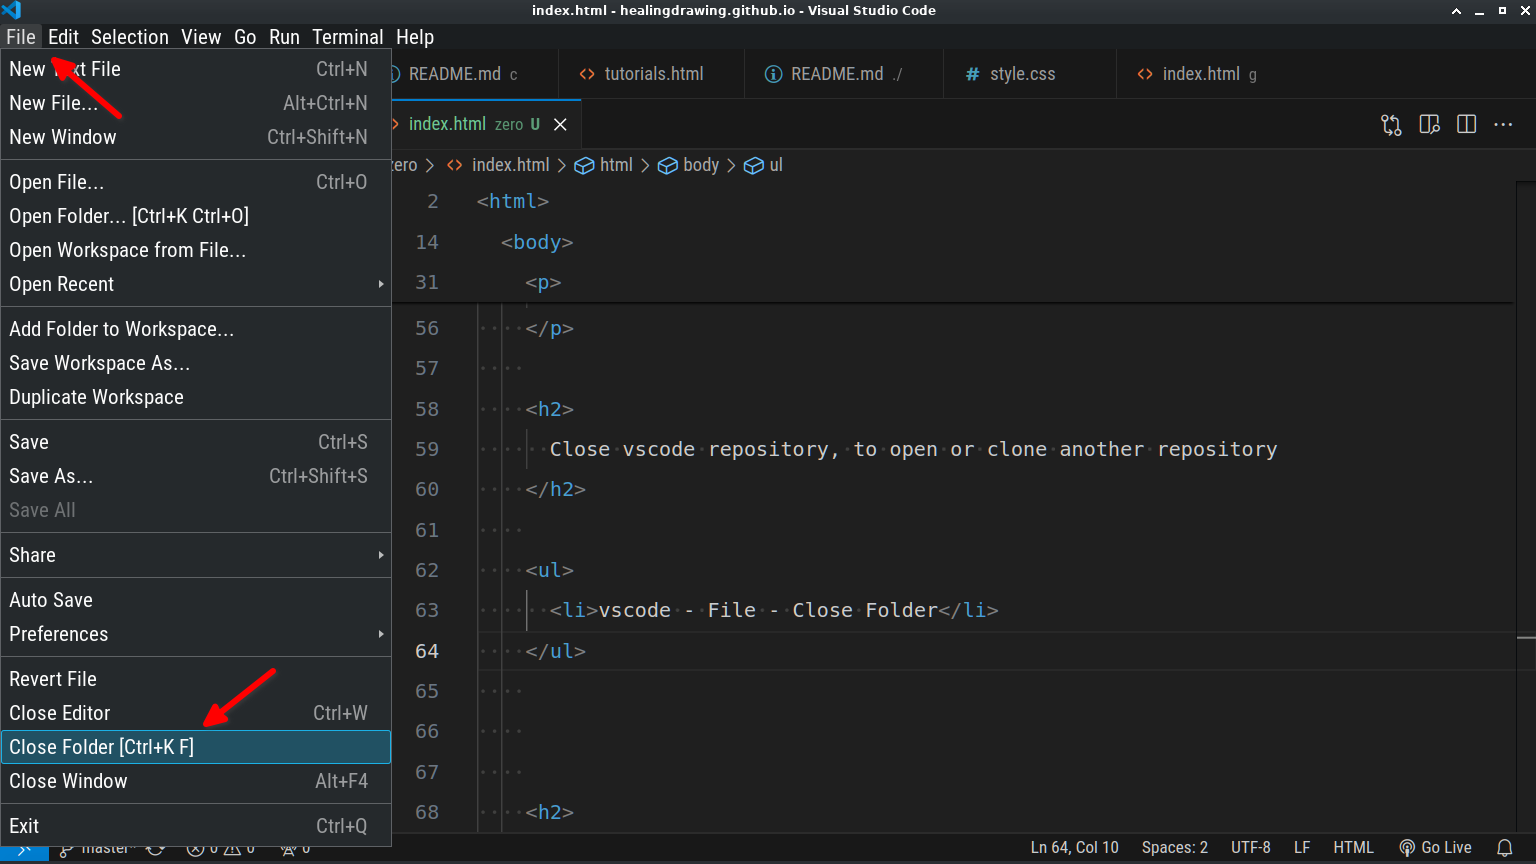 index.html - healingdrawing.github.io - Visual Studio Code
File Edit Selection View Go Run Terminal Help
New Text File Ctrl+N
New File... Alt+Ctrl+N
New Window Ctrl+Shift+N
Open File... Ctrl+O
Open Folder... [Ctrl+K Ctrl+O]
Open Workspace from File...
Open Recent
Add Folder to Workspace...
Save Workspace As...
Duplicate Workspace
Save Ctrl+S
Save As... Ctrl+Shift+S
Save All
Share
Auto Save
Preferences
Revert File
Close Editor Ctrl+W
Close Folder [Ctrl+K F]
Close Window Alt+F4
Exit Ctrl+Q
README.md c tutorials.html README.md ./ # style.css <> index.html g
index.html zero U
zero > <> index.html > html > body > ul
2 <html>
14 <body>
31 <p>
56 </p>
57
58 <h2>
59 Close vscode repository, to open or clone another repository
60 </h2>
61
62 <ul>
63 <li>vscode - File - Close Folder</li>
64 </ul>
65
66
67
68 <h2>
master* 0 0 0 Ln 64, Col 10 Spaces: 2 UTF-8 LF HTML Go Live